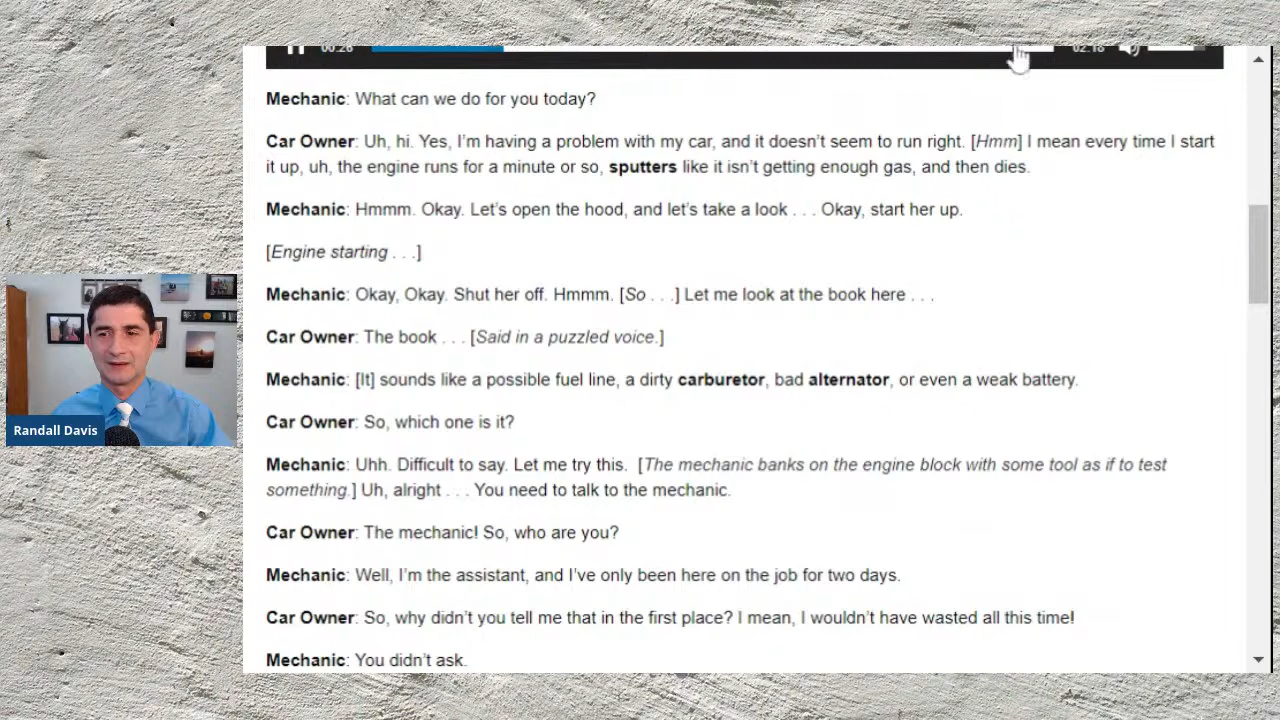 00:26 02:18
Mechanic: What can we do for you today?
Car Owner: Uh, hi. Yes, I'm having a problem with my car, and it doesn't seem to run right. [Hmm] I mean every time I start
it up, uh, the engine runs for a minute or so, sputters like it isn't getting enough gas, and then dies.
Mechanic: Hmmm. Okay. Let's open the hood, and let's take a look . . . Okay, start her up.
[Engine starting . . .]
Mechanic: Okay, Okay. Shut her off. Hmmm. [So . . .] Let me look at the book here . . .
Car Owner: The book . . . [Said in a puzzled voice.]
Mechanic: [It] sounds like a possible fuel line, a dirty carburetor, bad alternator, or even a weak battery.
Car Owner: So, which one is it?
Mechanic: Uhh. Difficult to say. Let me try this. [The mechanic banks on the engine block with some tool as if to test
something.] Uh, alright . . . You need to talk to the mechanic.
Car Owner: The mechanic! So, who are you?
Mechanic: Well, I'm the assistant, and I've only been here on the job for two days.
Car Owner: So, why didn't you tell me that in the first place? I mean, I wouldn't have wasted all this time!
Mechanic: You didn't ask.
Randall Davis